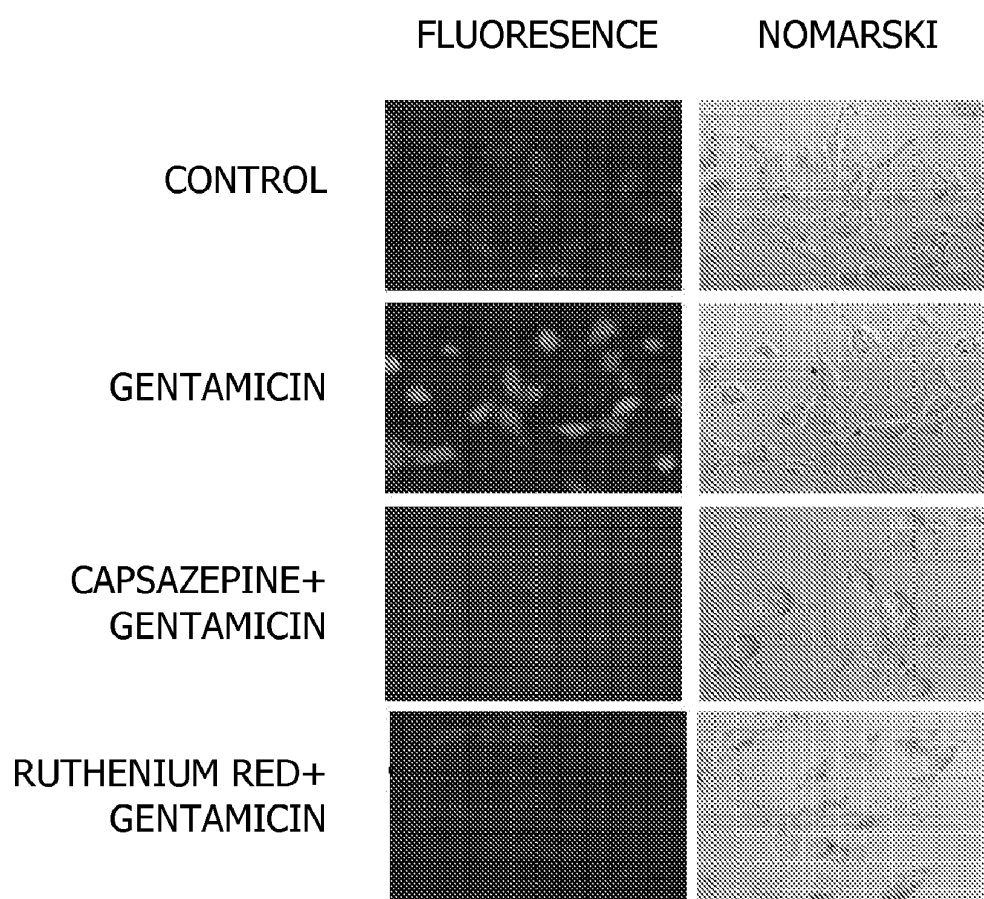 FLUORESENCE NOMARSKI
CONTROL
GENTAMICIN
CAPSAZEPINE+
GENTAMICIN
RUTHENIUM RED+
GENTAMICIN